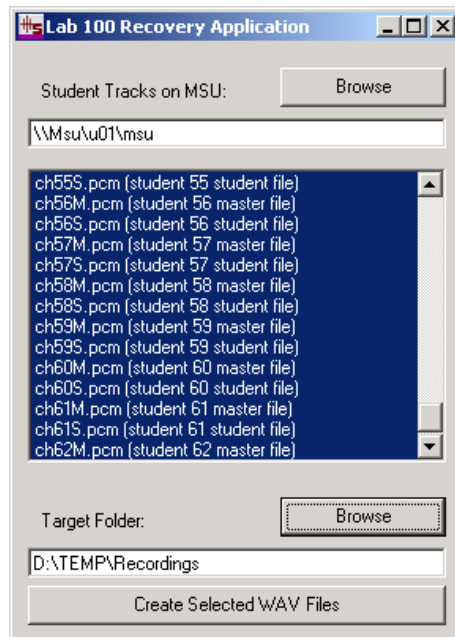 Lab 100 Recovery Application
Student Tracks on MSU:
Browse
\\Msu\u01\msu
ch55S.pcm (student 55 student file)
ch56M.pcm (student 56 master file)
ch56S.pcm (student 56 student file)
ch57M.pcm (student 57 master file)
ch57S.pcm (student 57 student file)
ch58M.pcm (student 58 master file)
ch58S.pcm (student 58 student file)
ch59M.pcm (student 59 master file)
ch59S.pcm (student 59 student file)
ch60M.pcm (student 60 master file)
ch60S.pcm (student 60 student file)
ch61M.pcm (student 61 master file)
ch61S.pcm (student 61 student file)
ch62M.pcm (student 62 master file)
Target Folder:
Browse
D:\TEMP\Recordings
Create Selected WAV Files